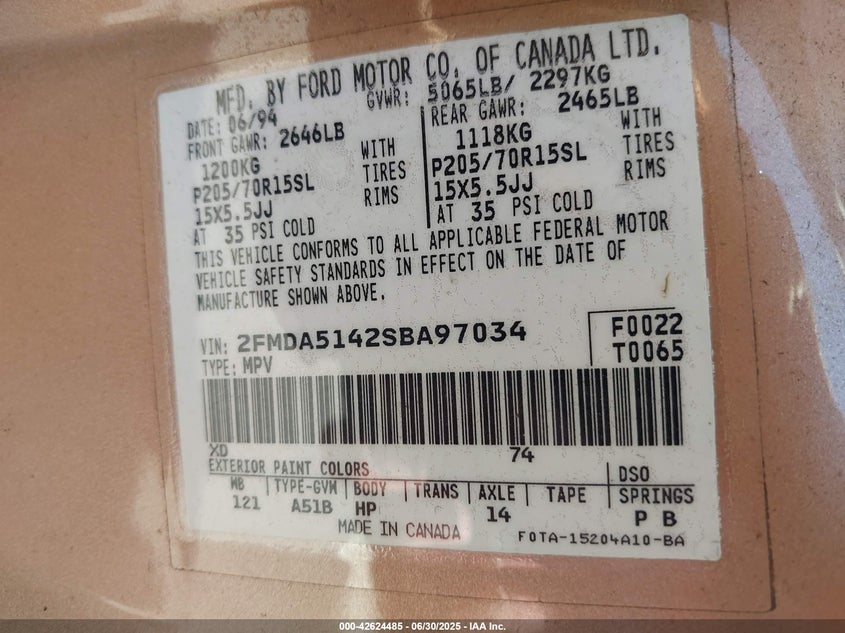 MFD. BY FORD MOTOR CO. OF CANADA LTD.
DATE: 06/94 GVWR: 5065LB/ 2297KG
FRONT GAWR: 2646LB REAR GAWR: 2465LB
1200KG WITH 1118KG WITH
P205/70R15SL TIRES P205/70R15SL TIRES
15X5.5JJ RIMS 15X5.5JJ RIMS
AT 35 PSI COLD AT 35 PSI COLD
THIS VEHICLE CONFORMS TO ALL APPLICABLE FEDERAL MOTOR
VEHICLE SAFETY STANDARDS IN EFFECT ON THE DATE OF
MANUFACTURE SHOWN ABOVE.
VIN: 2FMDA5142SBA97034 F0022
TYPE: MPV T0065
XD 74
EXTERIOR PAINT COLORS DSO
WB TYPE-GVW BODY TRANS AXLE TAPE SPRINGS
121 A51B HP 14 P B
MADE IN CANADA F0TA-15204A10-BA
000-42624485 - 06/30/2025 - IAA Inc.